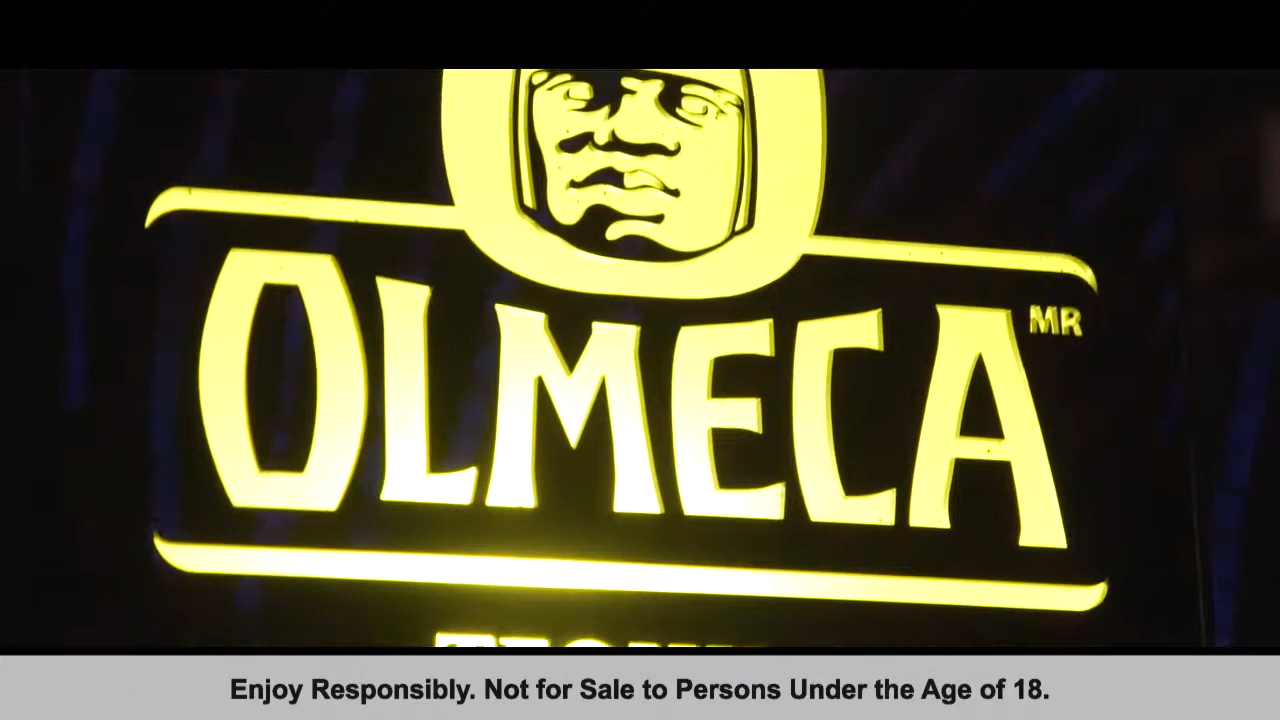 OLMECA MR
Enjoy Responsibly. Not for Sale to Persons Under the Age of 18.